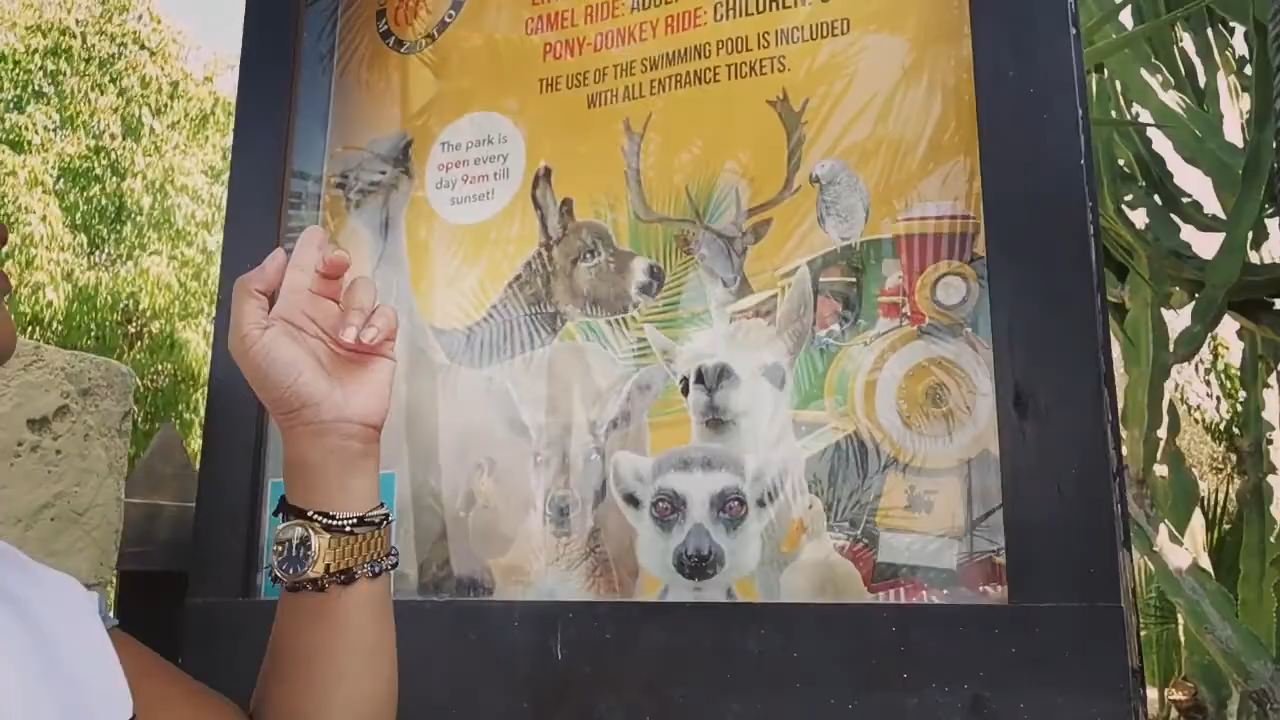 MAZOTO
CAMEL RIDE:
PONY-DONKEY RIDE: CHILDREN:
THE USE OF THE SWIMMING POOL IS INCLUDED
WITH ALL ENTRANCE TICKETS.
The park is
open every
day 9am till
sunset!